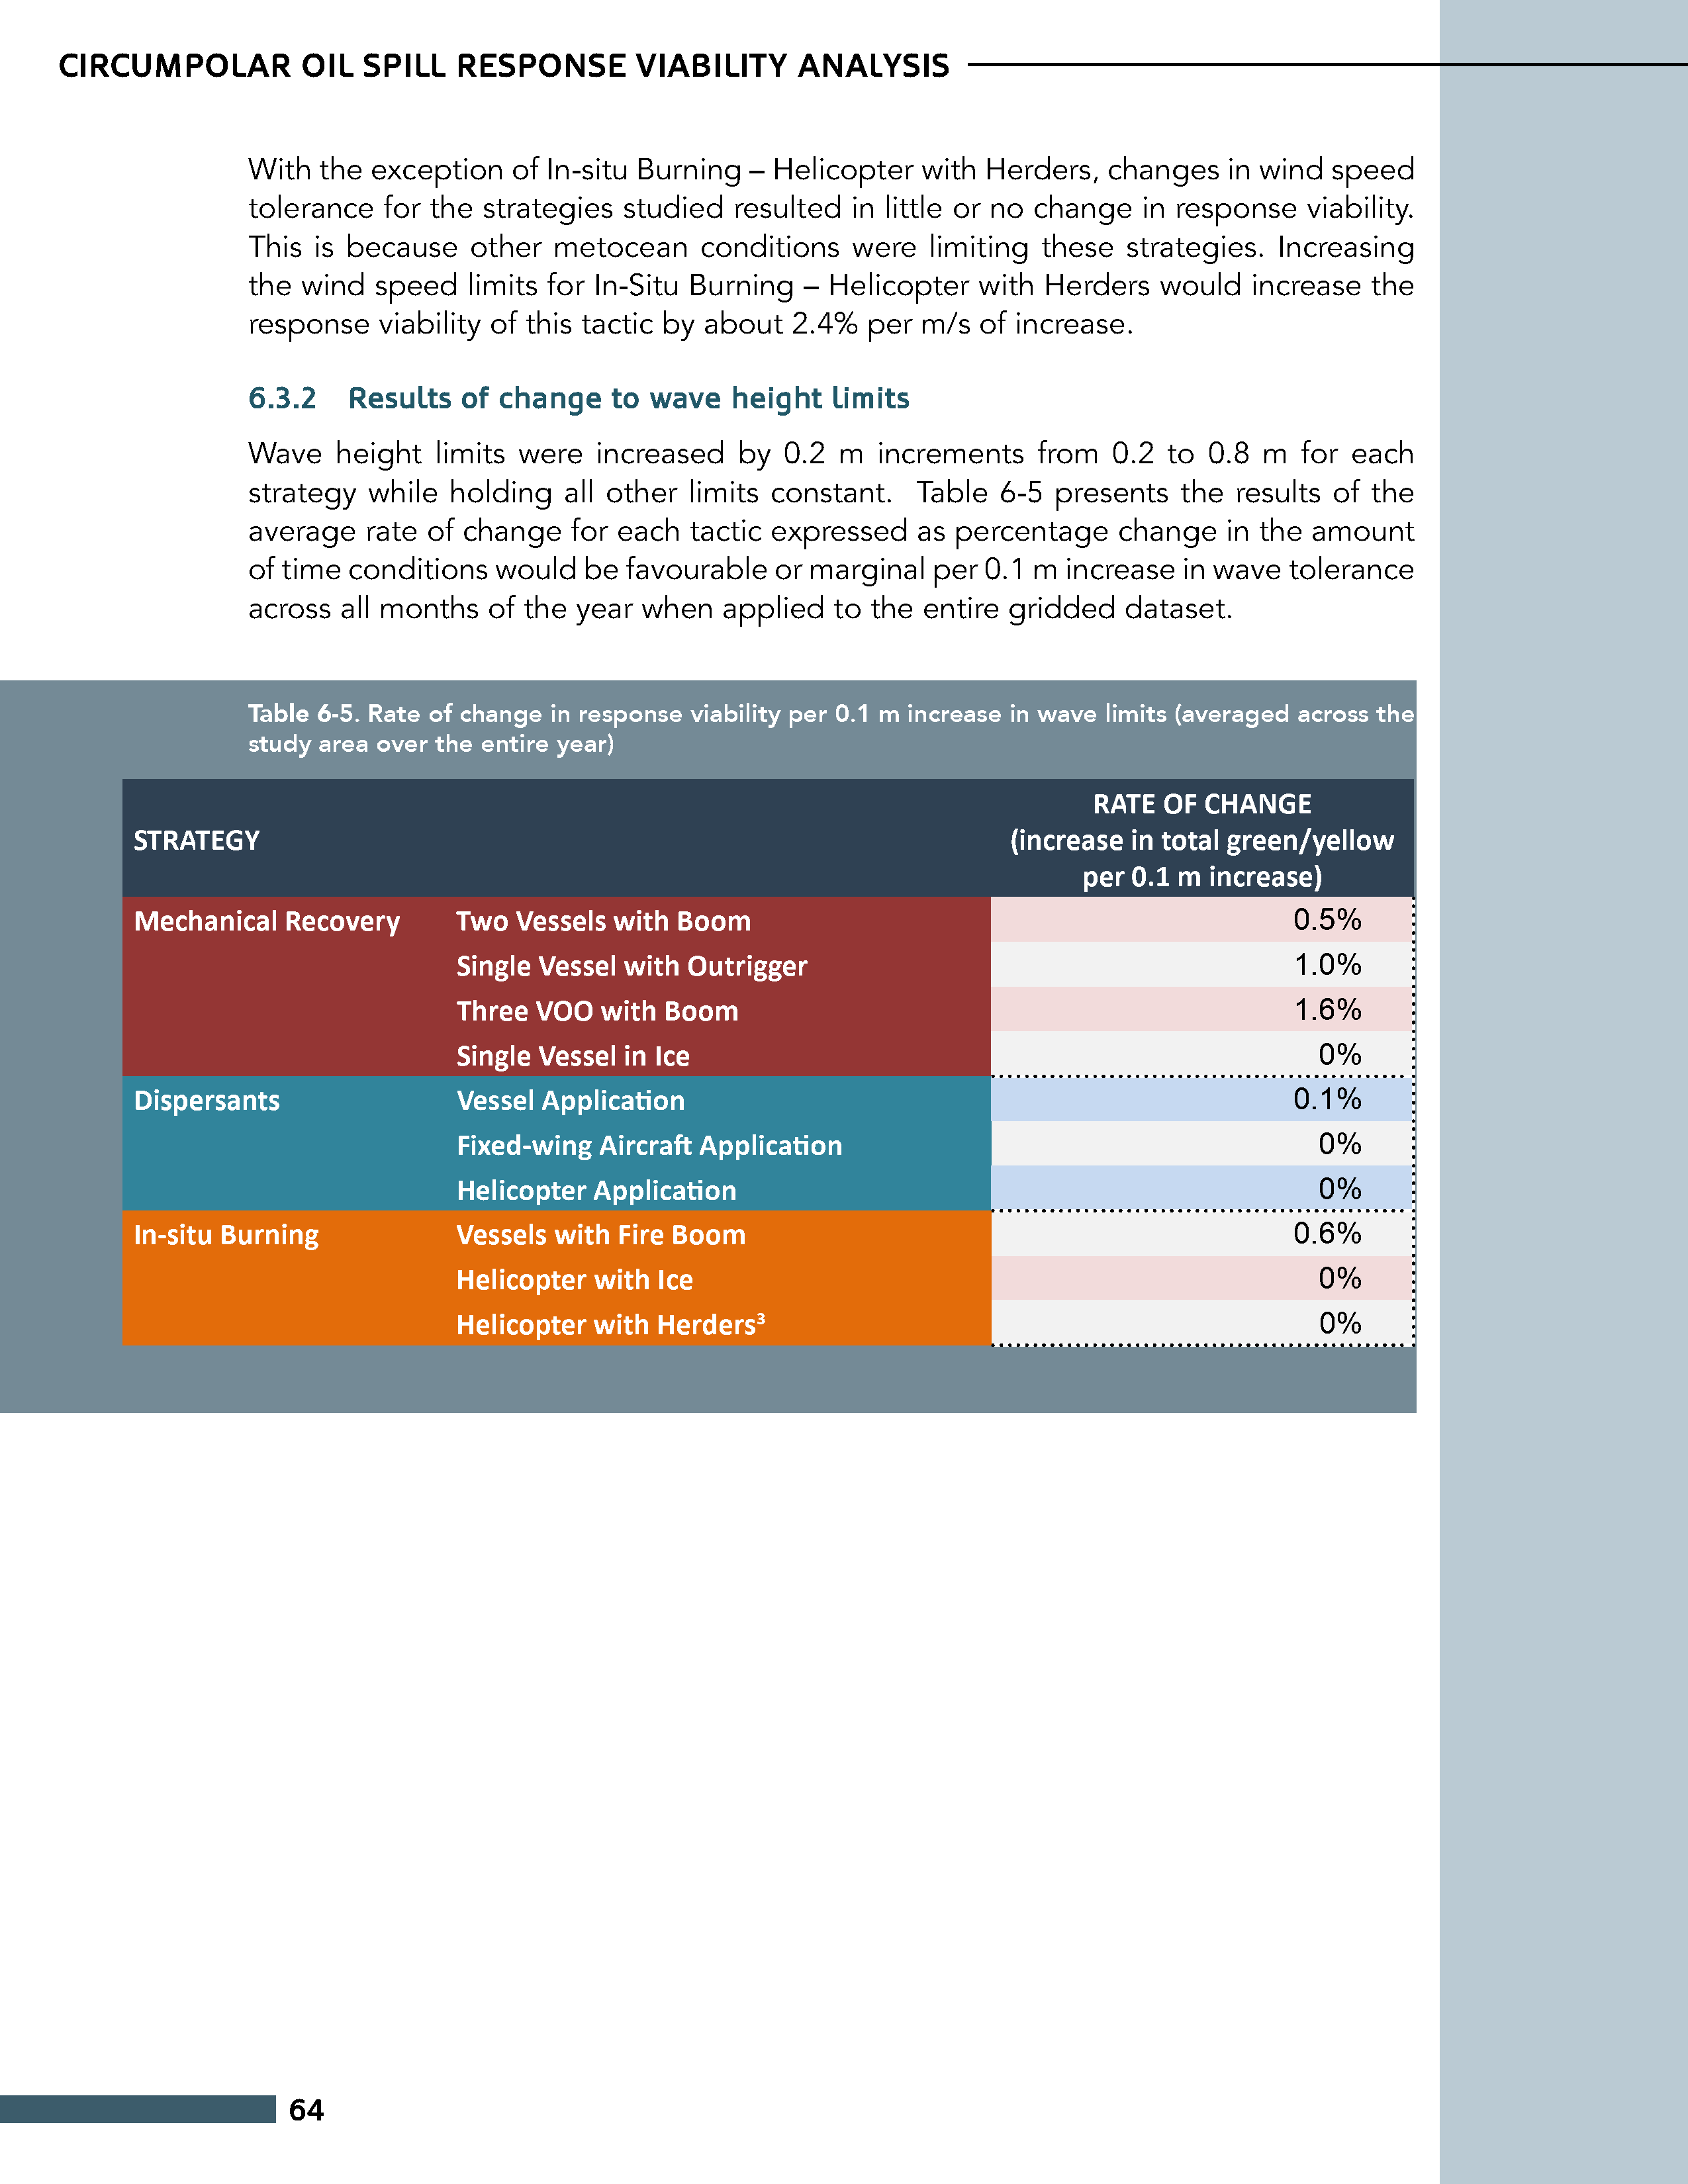 CIRCUMPOLAR OIL SPILL RESPONSE VIABILITY ANALYSIS
With the exception of In-situ Burning – Helicopter with Herders, changes in wind speed
tolerance for the strategies studied resulted in little or no change in response viability.
This is because other metocean conditions were limiting these strategies. Increasing
the wind speed limits for In-Situ Burning – Helicopter with Herders would increase the
response viability of this tactic by about 2.4% per m/s of increase.
6.3.2 Results of change to wave height limits
Wave height limits were increased by 0.2 m increments from 0.2 to 0.8 m for each
strategy while holding all other limits constant. Table 6-5 presents the results of the
average rate of change for each tactic expressed as percentage change in the amount
of time conditions would be favourable or marginal per 0.1 m increase in wave tolerance
across all months of the year when applied to the entire gridded dataset.
Table 6-5. Rate of change in response viability per 0.1 m increase in wave limits (averaged across the
study area over the entire year)
STRATEGY
RATE OF CHANGE
(increase in total green/yellow
per 0.1 m increase)
Mechanical Recovery Two Vessels with Boom 0.5%
Single Vessel with Outrigger 1.0%
Three VOO with Boom 1.6%
Single Vessel in Ice 0%
Dispersants Vessel Application 0.1%
Fixed-wing Aircraft Application 0%
Helicopter Application 0%
In-situ Burning Vessels with Fire Boom 0.6%
Helicopter with Ice 0%
Helicopter with Herders³ 0%
64